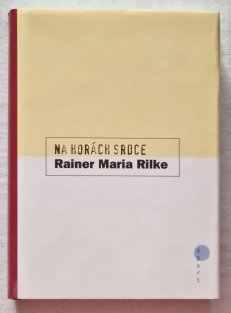 NA HORÁCH SRDCE
Rainer Maria Rilke